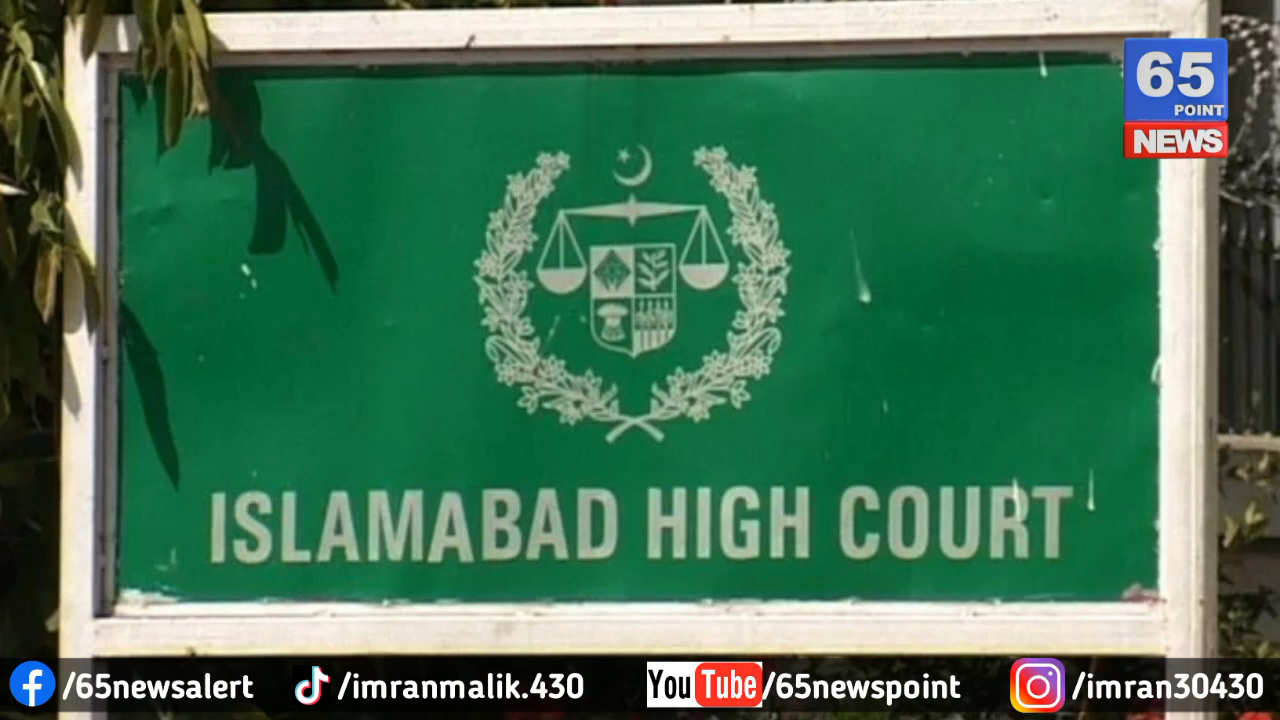 65
POINT
NEWS
ISLAMABAD HIGH COURT
/65newsalert
/imranmalik.430
YouTube/65newspoint
/imran30430